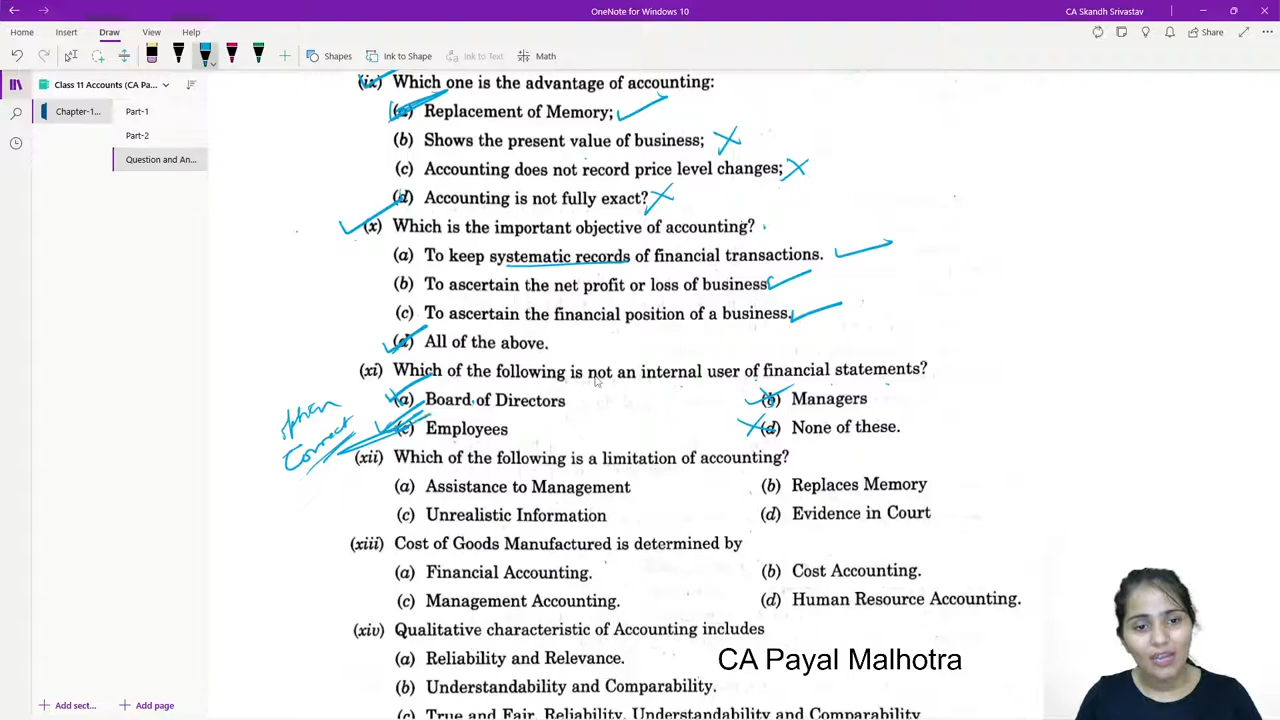 OneNote for Windows 10
CA Skandh Srivastav
Home Insert Draw View Help
Shapes Ink to Shape Ink to Text Math
Share
Class 11 Accounts (CA Pa...
Chapter-1...
Part-1
Part-2
Question and An...
(ix) Which one is the advantage of accounting:
(a) Replacement of Memory;
(b) Shows the present value of business;
(c) Accounting does not record price level changes;
(d) Accounting is not fully exact?
(x) Which is the important objective of accounting?
(a) To keep systematic records of financial transactions.
(b) To ascertain the net profit or loss of business
(c) To ascertain the financial position of a business.
(d) All of the above.
(xi) Which of the following is not an internal user of financial statements?
(a) Board of Directors (b) Managers
(c) Employees (d) None of these.
Correct
(xii) Which of the following is a limitation of accounting?
(a) Assistance to Management (b) Replaces Memory
(c) Unrealistic Information (d) Evidence in Court
(xiii) Cost of Goods Manufactured is determined by
(a) Financial Accounting. (b) Cost Accounting.
(c) Management Accounting. (d) Human Resource Accounting.
(xiv) Qualitative characteristic of Accounting includes
(a) Reliability and Relevance.
CA Payal Malhotra
(b) Understandability and Comparability.
(c) True and Fair, Reliability, Understandability and Comparability
Add sect... Add page